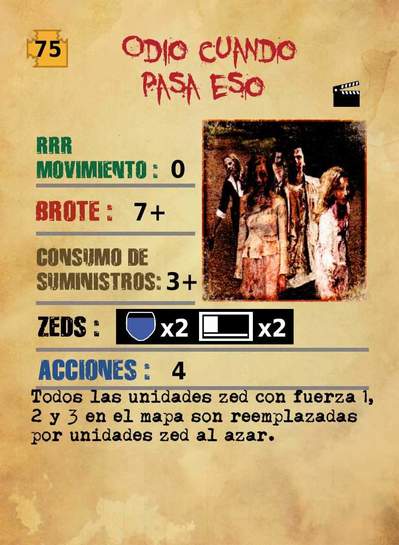 75
ODIO CUANDO
PASA ESO
RRR
MOVIMIENTO : 0
BROTE : 7+
CONSUMO DE
SUMINISTROS: 3+
ZEDS : x2 x2
ACCIONES : 4
Todos las unidades zed con fuerza 1,
2 y 3 en el mapa son reemplazadas
por unidades zed al azar.